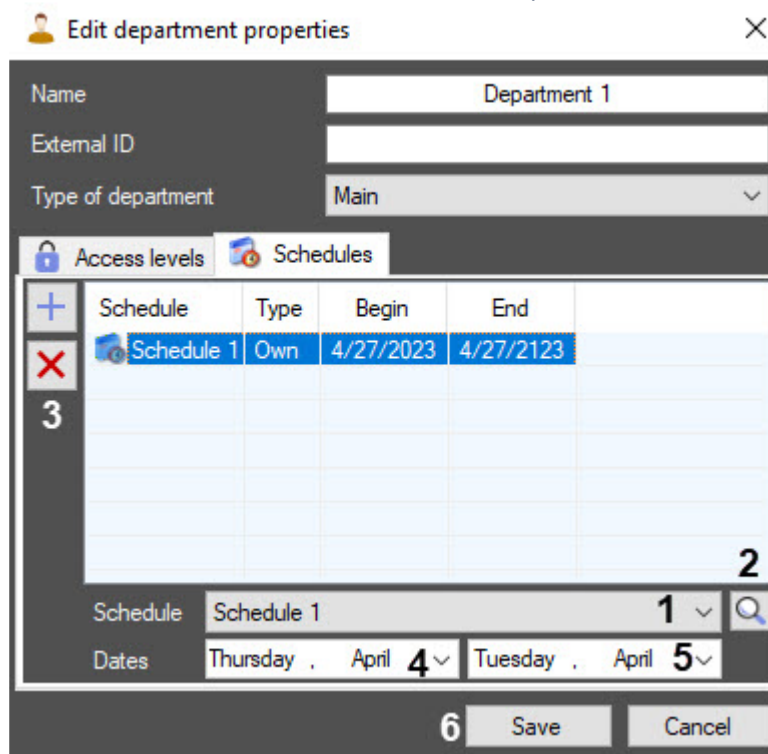 Edit department properties
Name Department 1
External ID
Type of department Main
Access levels Schedules
Schedule Type Begin End
Schedule 1 Own 4/27/2023 4/27/2123
3
2
Schedule Schedule 1 1
Dates Thursday , April 4 Tuesday , April 5
6 Save Cancel